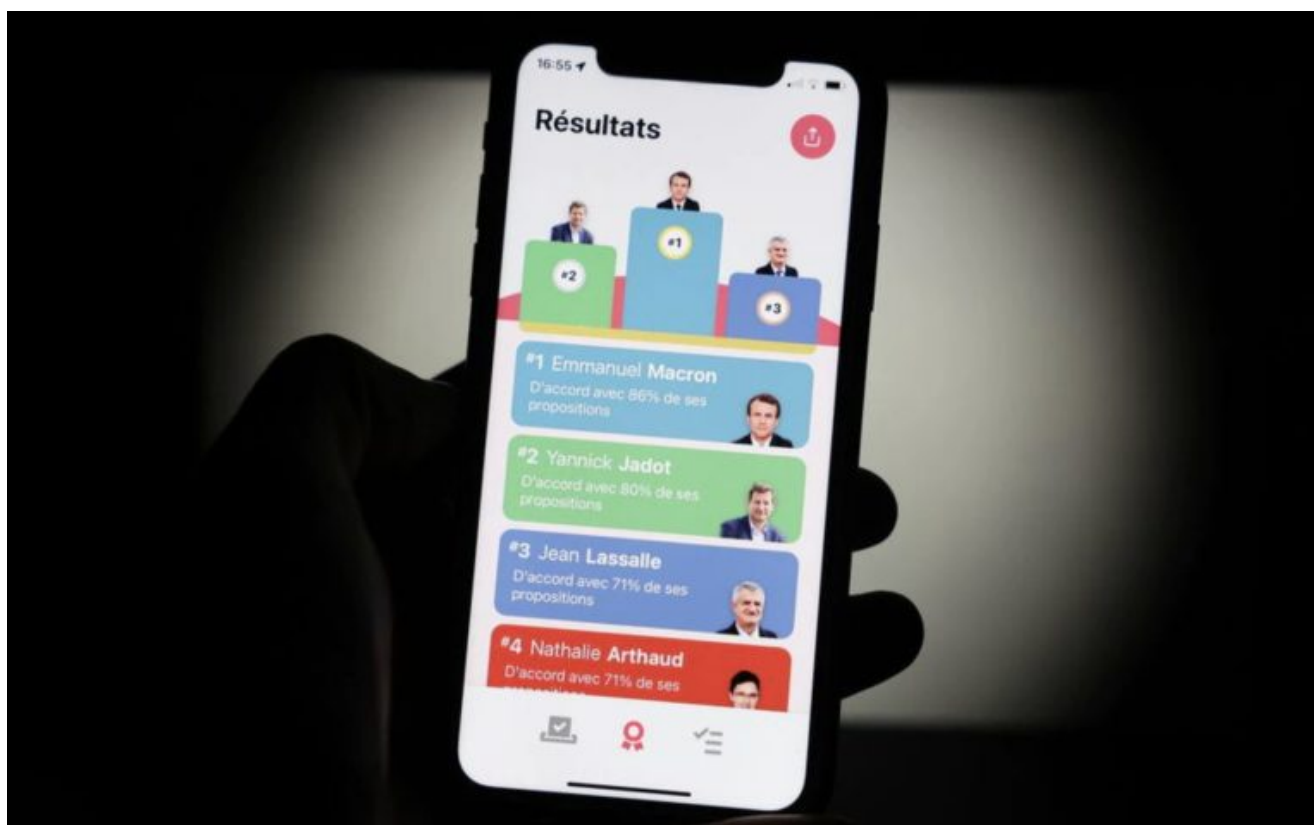 16:55
Résultats
#1
#2
#3
#1 Emmanuel Macron
D'accord avec 86% de ses
propositions
#2 Yannick Jadot
D'accord avec 80% de ses
propositions
#3 Jean Lassalle
D'accord avec 71% de ses
propositions
#4 Nathalie Arthaud
D'accord avec 71% de ses
propositions